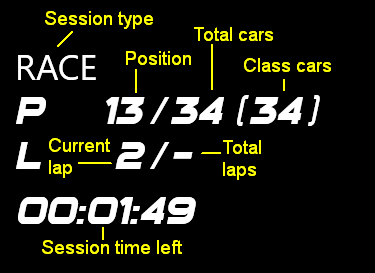 Session type
Total cars
RACE
Position
Class cars
P 13/34 (34)
L Current lap 2/- Total laps
00:01:49
Session time left